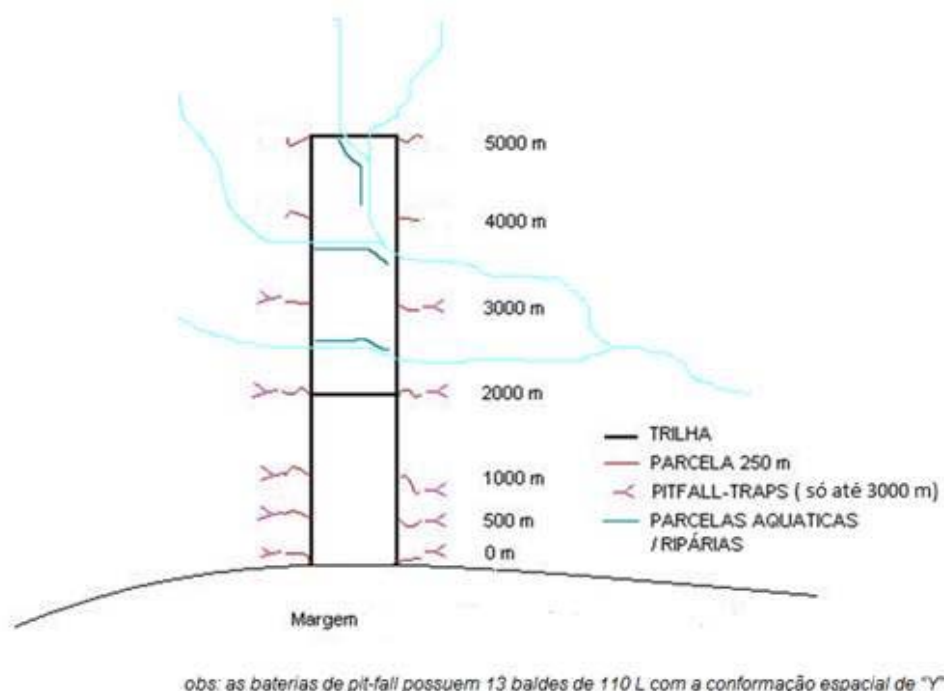 5000 m
4000 m
3000 m
2000 m
1000 m
500 m
0 m
TRILHA
PARCELA 250 m
PITFALL-TRAPS ( só até 3000 m)
PARCELAS AQUATICAS
/ RIPÁRIAS
Margem
obs: as baterias de pit-fall possuem 13 baldes de 110 L com a conformação espacial de "Y"